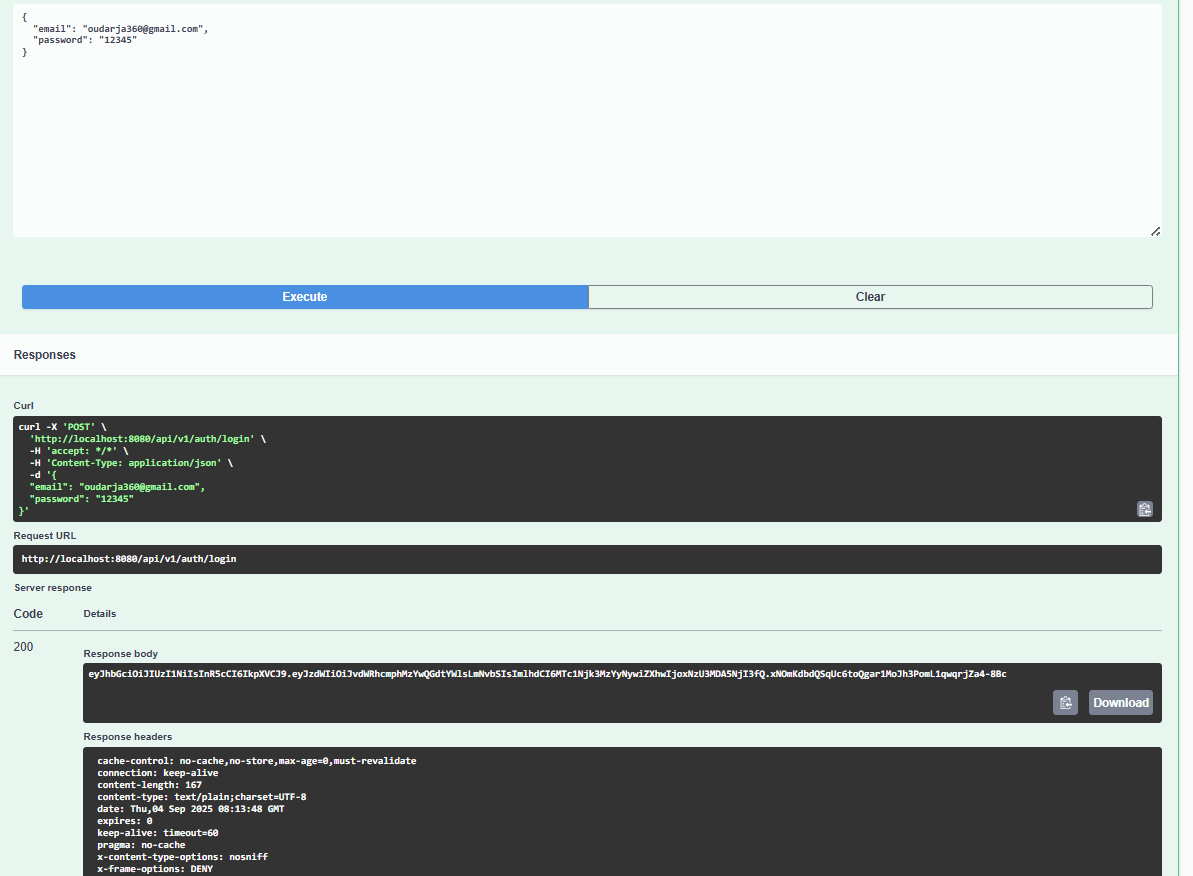 {
  "email": "oudarja360@gmail.com",
  "password": "12345"
}
Execute
Clear
Responses
Curl
curl -X 'POST' \
  'http://localhost:8080/api/v1/auth/login' \
  -H 'accept: */*' \
  -H 'Content-Type: application/json' \
  -d '{
  "email": "oudarja360@gmail.com",
  "password": "12345"
}'
Request URL
http://localhost:8080/api/v1/auth/login
Server response
Code
Details
200
Response body
eyJhbGciOiJIUzI1NiIsInR5cCI6IkpXVCJ9.eyJzdWIiOiJvdWRhcmphMzYwQGdtYWlsLmNvbSIsImlhdCI6MTc1Njk3MzYyNywiZXhwIjoxNzU3MDA5NjI3fQ.xNOmKdbdQSqUc6toQgar1MoJh3PomL1qwqrjZa4-8Bc
Download
Response headers
cache-control: no-cache,no-store,max-age=0,must-revalidate
connection: keep-alive
content-length: 167
content-type: text/plain;charset=UTF-8
date: Thu,04 Sep 2025 08:13:48 GMT
expires: 0
keep-alive: timeout=60
pragma: no-cache
x-content-type-options: nosniff
x-frame-options: DENY